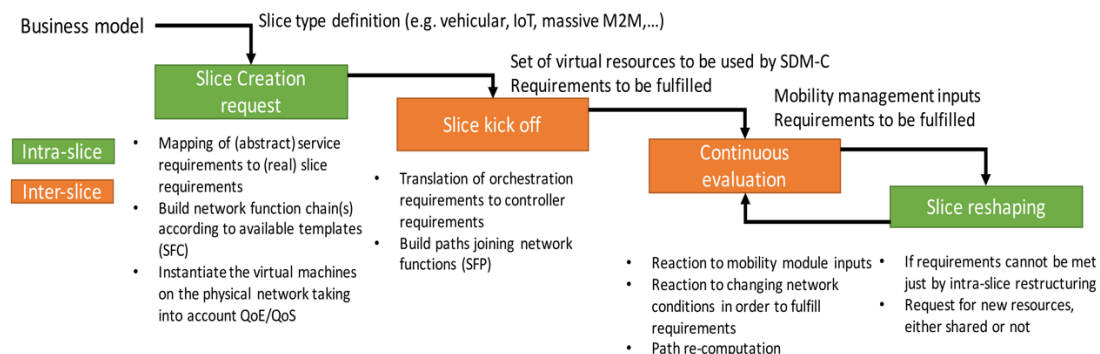 Business model
Slice type definition (e.g. vehicular, IoT, massive M2M,...)
Slice Creation
request
Set of virtual resources to be used by SDM-C
Requirements to be fulfilled
Slice kick off
Mobility management inputs
Requirements to be fulfilled
Continuous
evaluation
Slice reshaping
Intra-slice
Inter-slice
• Mapping of (abstract) service
requirements to (real) slice
requirements
• Build network function chain(s)
according to available templates
(SFC)
• Instantiate the virtual machines
on the physical network taking
into account QoE/QoS
• Translation of orchestration
requirements to controller
requirements
• Build paths joining network
functions (SFP)
• Reaction to mobility module inputs
• Reaction to changing network
conditions in order to fulfill
requirements
• Path re-computation
• If requirements cannot be met
just by intra-slice restructuring
• Request for new resources,
either shared or not